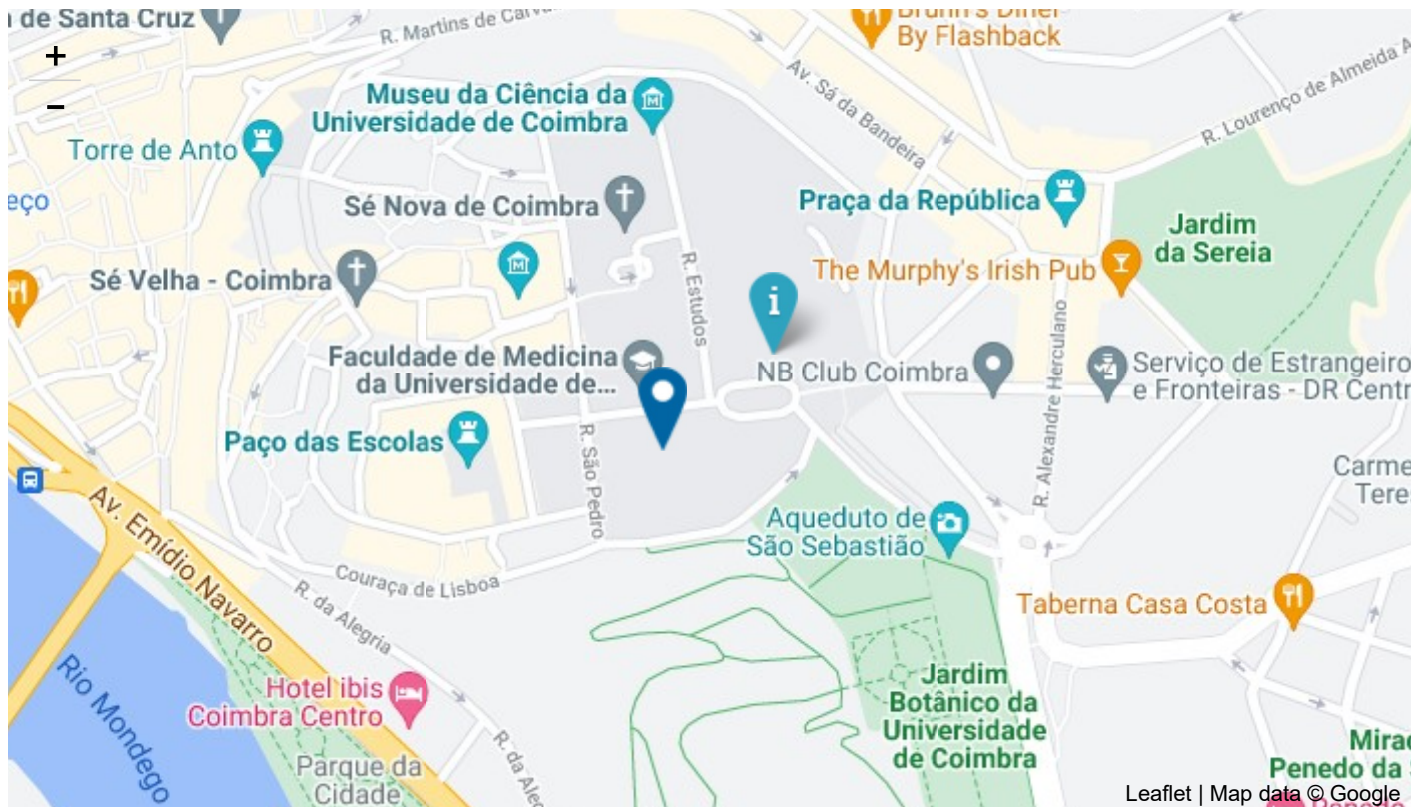 de Santa Cruz
R. Martins de Carva
Brunn's Diner
By Flashback
+
−
Av. Sá da Bandeira
R. Lourenço de Almeida A
Museu da Ciência da
Universidade de Coimbra
Torre de Anto
eço
Sé Nova de Coimbra
Praça da República
Jardim
da Sereia
Sé Velha - Coimbra
M
R. Estudos
The Murphy's Irish Pub
i
R. Alexandre Herculano
Faculdade de Medicina
da Universidade de...
NB Club Coimbra
Serviço de Estrangeiro
e Fronteiras - DR Centr
Paço das Escolas
R. São Pedro
Carme
Tere
Av. Emídio Navarro
Aqueduto de
São Sebastião
Couraça de Lisboa
R. da Alegria
Taberna Casa Costa
Rio Mondego
Hotel ibis
Coimbra Centro
Jardim
Botânico da
Universidade
de Coimbra
R. da Aleg
Parque da
Cidade
Mirad
Penedo da S
Leaflet | Map data © Google